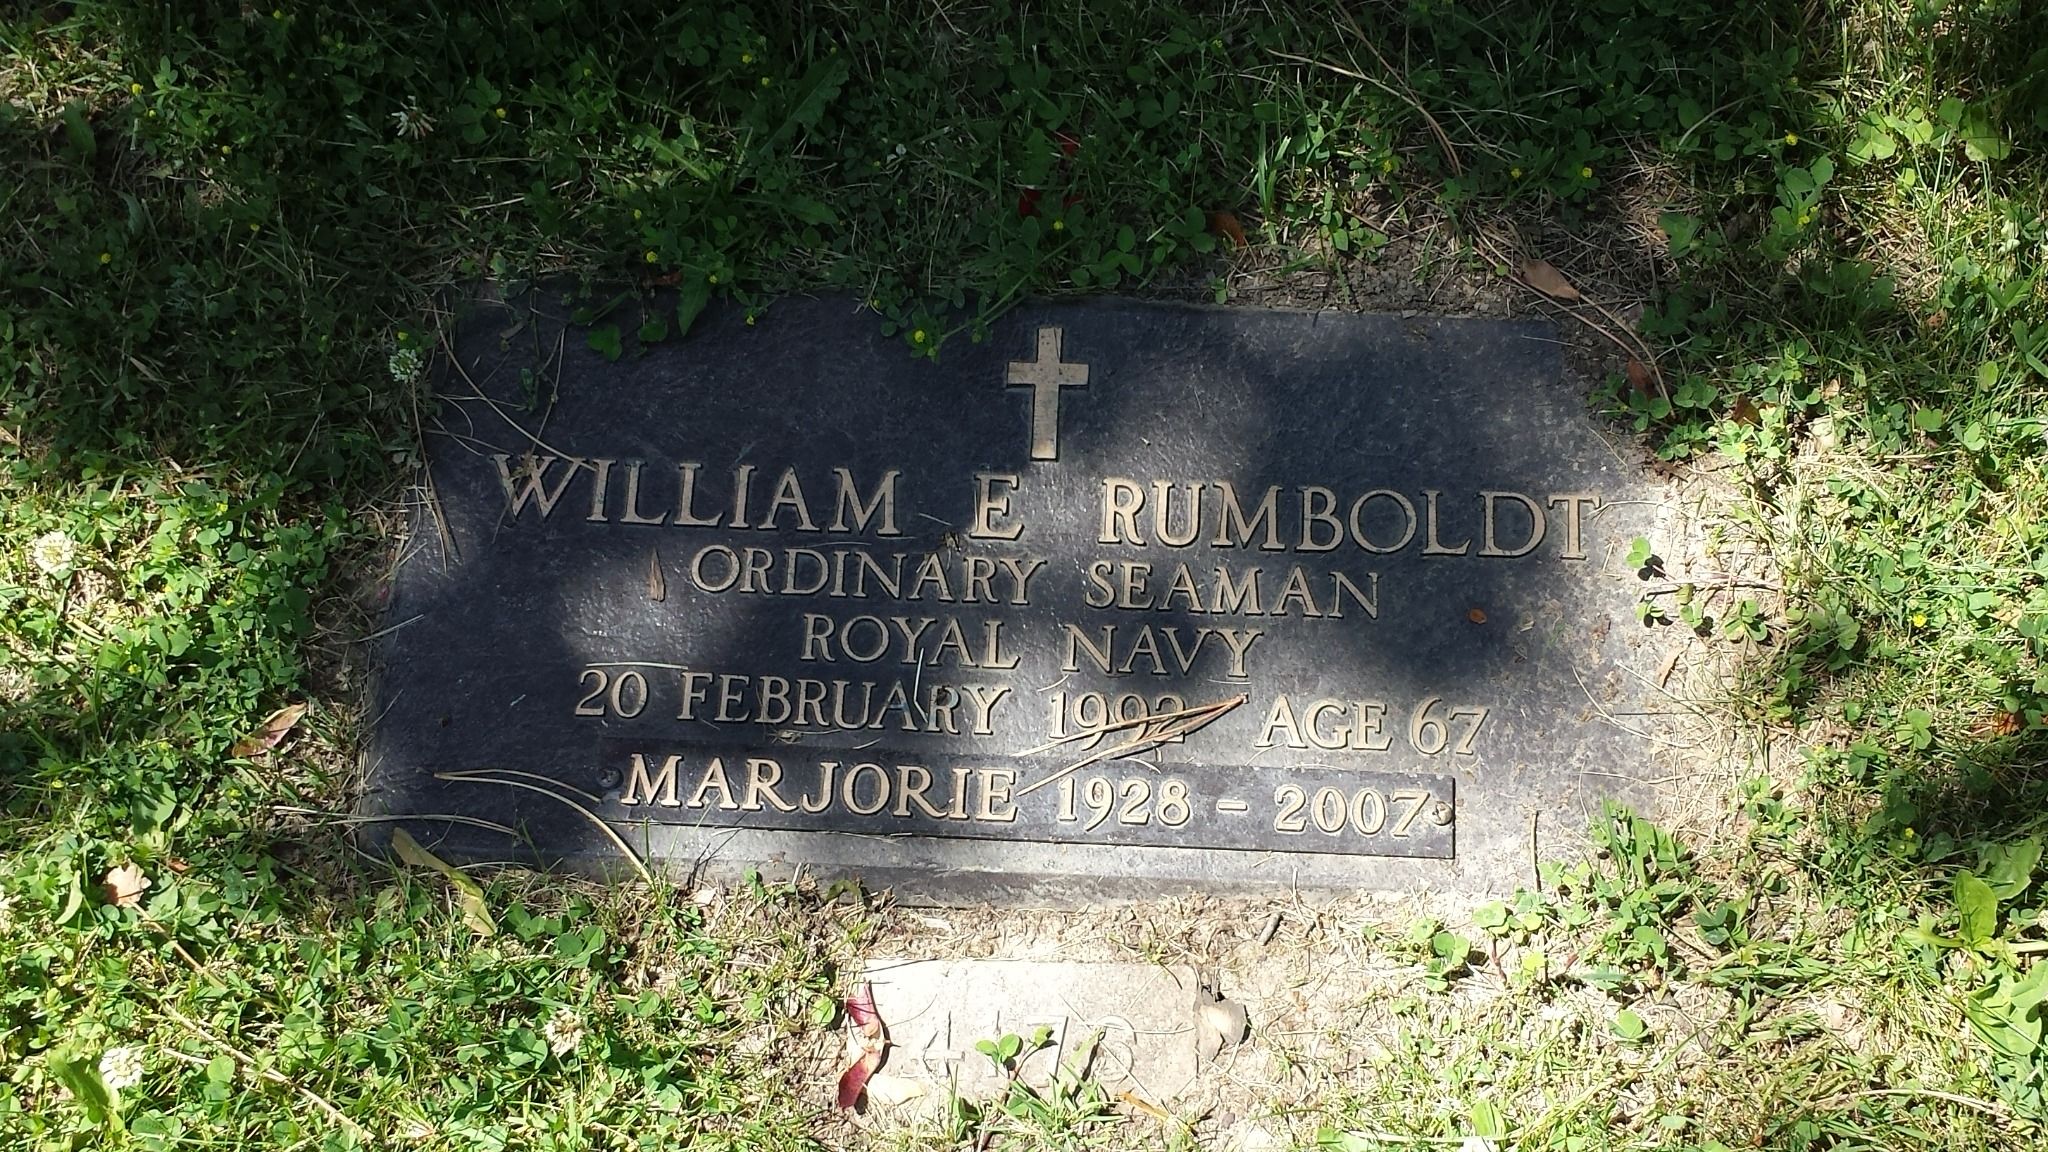 WILLIAM E RUMBOLDT
ORDINARY SEAMAN
ROYAL NAVY
20 FEBRUARY 1992 AGE 67
MARJORIE 1928 - 2007